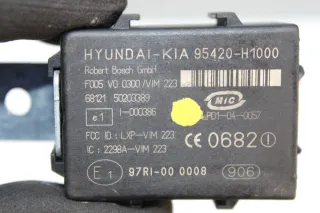 HYUNDAI-KIA 95420-H1000
Robert Bosch GmbH
F005 V0 0300/VIM 223
68121 50203389
e1 I-000386
MiC
LPD1-04-0057
FCC ID : LXP-VIM 223
IC : 2298A-VIM 223
CE 0682
E1 97RI-00 0008 906